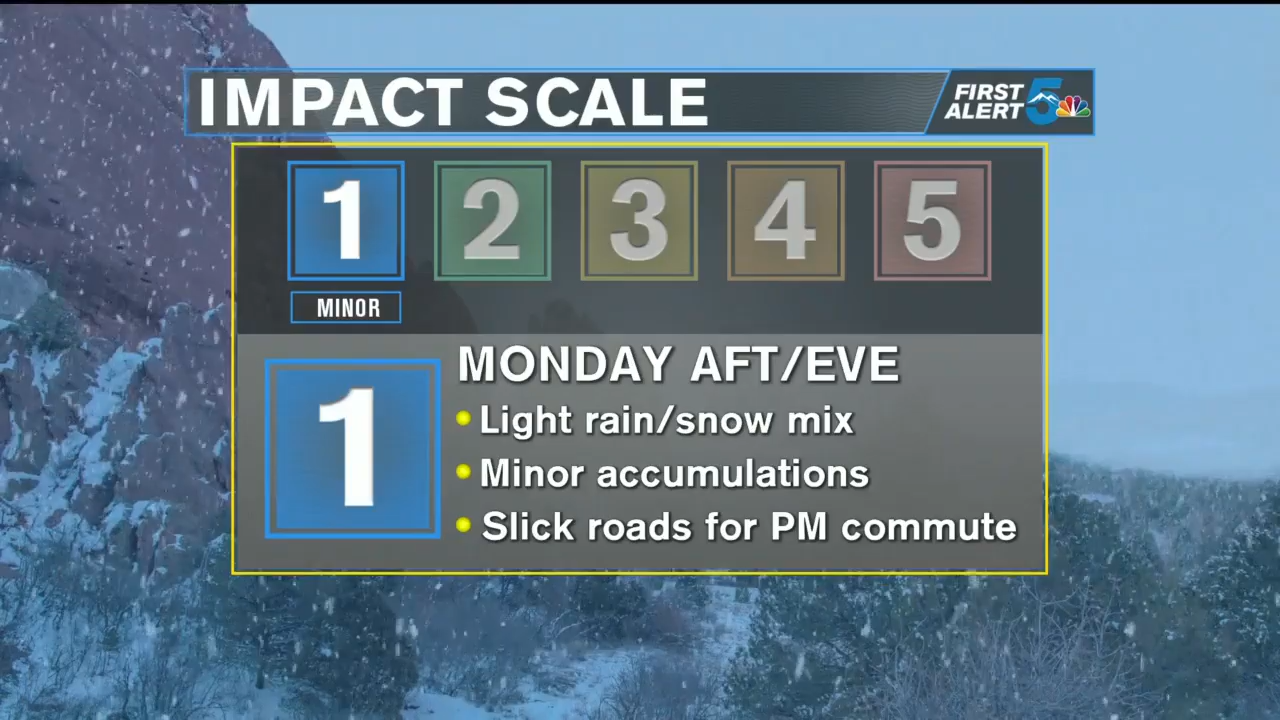 IMPACT SCALE
FIRST
ALERT 5
1 2 3 4 5
MINOR
1
MONDAY AFT/EVE
• Light rain/snow mix
• Minor accumulations
• Slick roads for PM commute